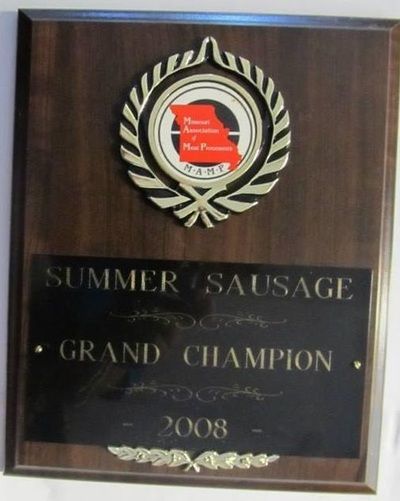 Missouri
Association
of
Meat Processors
M·A·M·P
SUMMER SAUSAGE
GRAND CHAMPION
- 2008 -